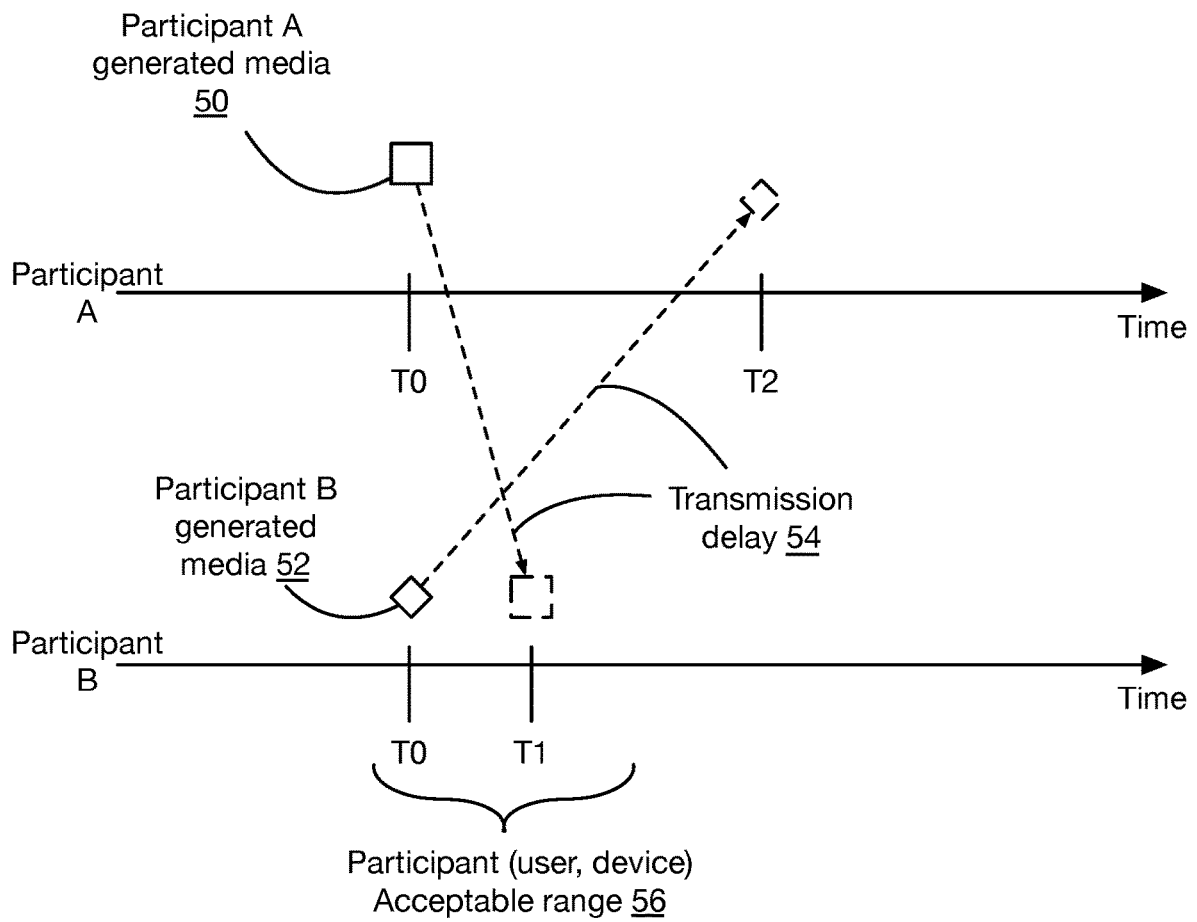 Participant A
generated media
50
Participant
A
Time
T0
T2
Participant B
generated
media 52
Transmission
delay 54
Participant
B
Time
T0
T1
Participant (user, device)
Acceptable range 56